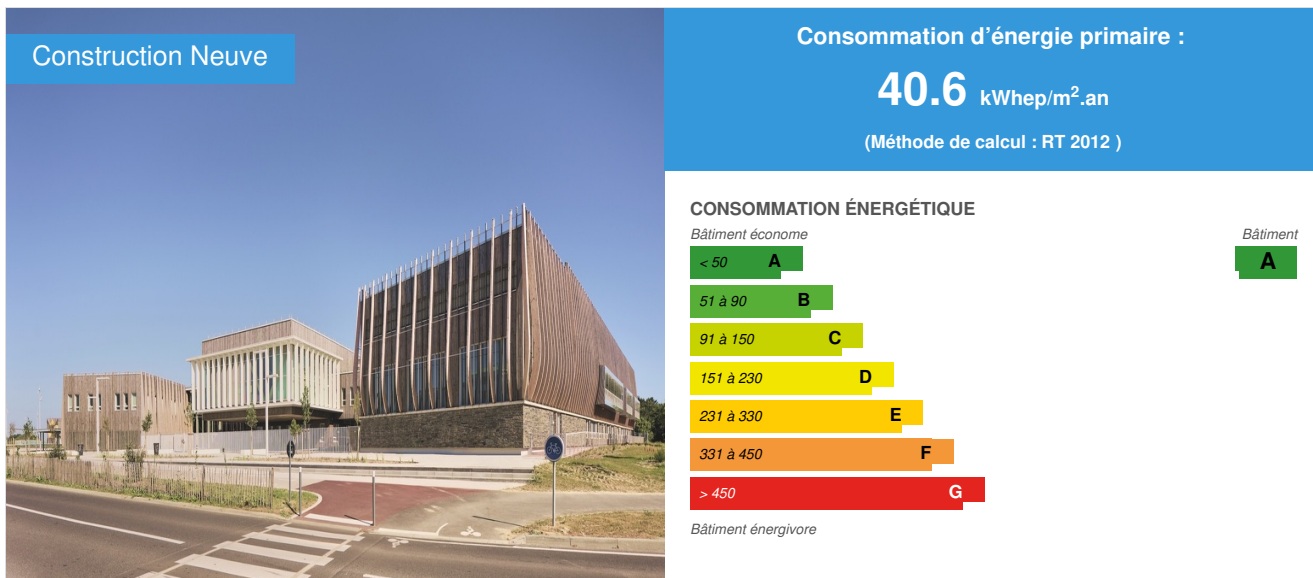 Construction Neuve
Consommation d'énergie primaire :
40.6 kWhep/m².an
(Méthode de calcul : RT 2012 )
CONSOMMATION ÉNERGÉTIQUE
Bâtiment économe
Bâtiment
< 50 A
A
51 à 90 B
91 à 150 C
151 à 230 D
231 à 330 E
331 à 450 F
> 450 G
Bâtiment énergivore